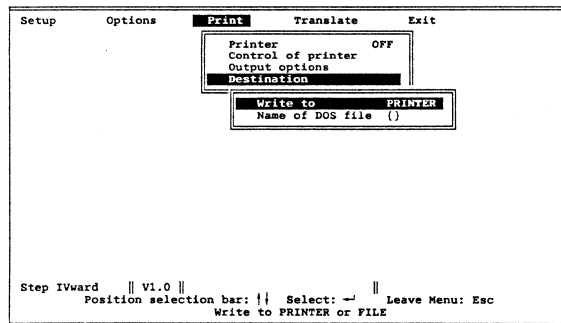 Setup Options Print Translate Exit
Printer OFF
Control of printer
Output options
Destination
Write to PRINTER
Name of DOS file {}
Step IVward ‖ V1.0 ‖ ‖
Position selection bar: ↑↓ Select: ↵ Leave Menu: Esc
Write to PRINTER or FILE